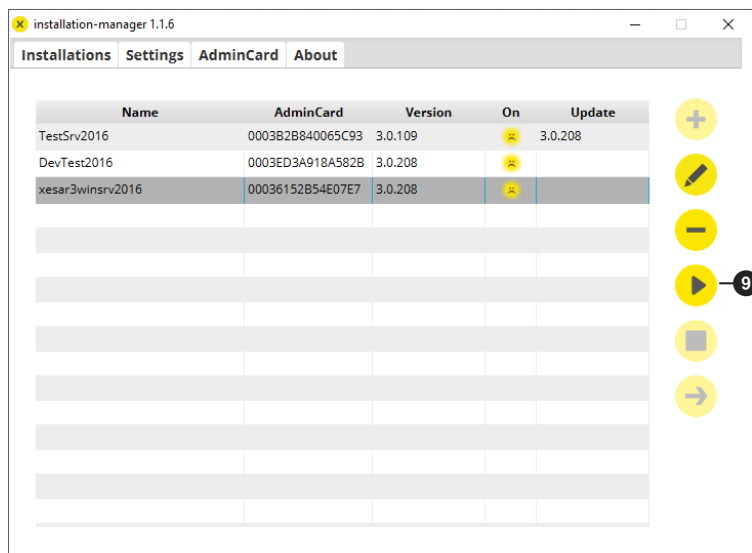 installation-manager 1.1.6
Installations Settings AdminCard About
Name AdminCard Version On Update
TestSrv2016 0003B2B840065C93 3.0.109 3.0.208
DevTest2016 0003ED3A918A582B 3.0.208
xesar3winsrv2016 00036152B54E07E7 3.0.208
9